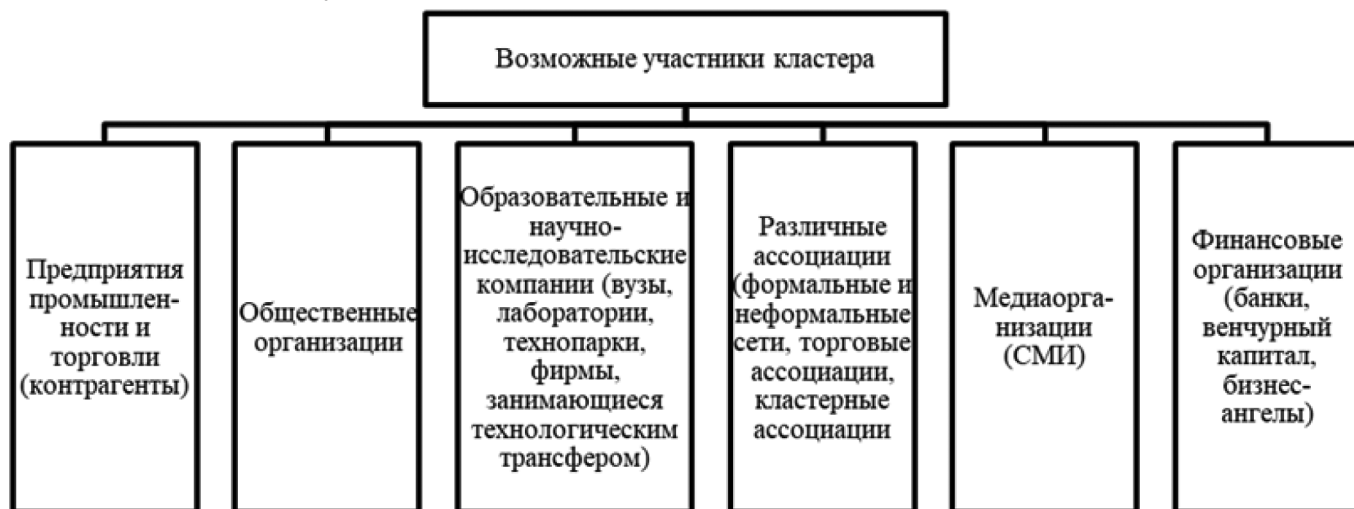 Возможные участники кластера
Предприятия
промышлен-
ности и
торговли
(контрагенты)
Общественные
организации
Образовательные и
научно-
исследовательские
компании (вузы,
лаборатории,
технопарки,
фирмы,
занимающиеся
технологическим
трансфером)
Различные
ассоциации
(формальные и
неформальные
сети, торговые
ассоциации,
кластерные
ассоциации
Медиаорга-
низации
(СМИ)
Финансовые
организации
(банки,
венчурный
капитал,
бизнес-
ангелы)